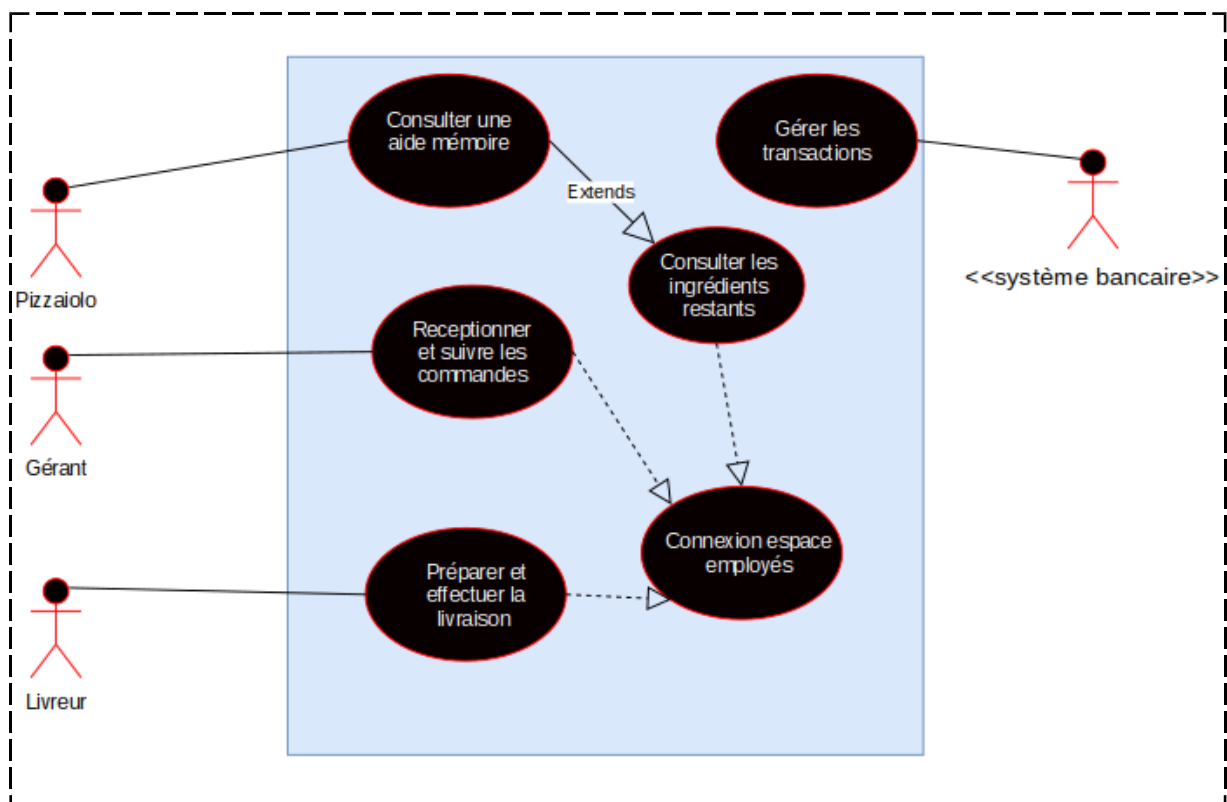 Consulter une
aide mémoire
Gérer les
transactions
Extends
Consulter les
ingrédients
restants
<<système bancaire>>
Pizzaiolo
Receptionner
et suivre les
commandes
Gérant
Connexion espace
employés
Préparer et
effectuer la
livraison
Livreur